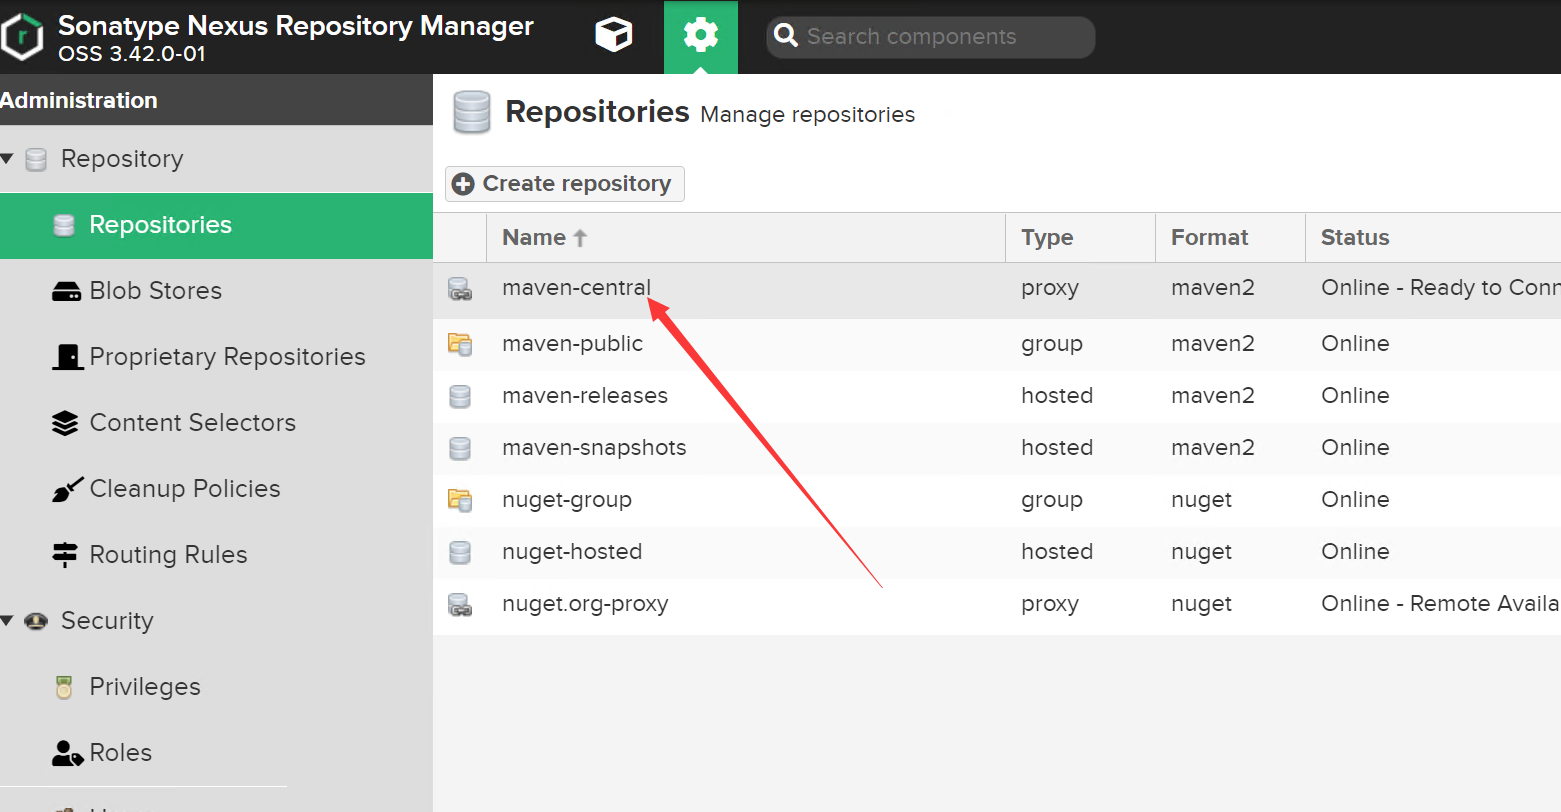 Sonatype Nexus Repository Manager
OSS 3.42.0-01
Search components
Administration
Repository
Repositories
Blob Stores
Proprietary Repositories
Content Selectors
Cleanup Policies
Routing Rules
Security
Privileges
Roles
Repositories Manage repositories
Create repository
Name Type Format Status
maven-central proxy maven2 Online - Ready to Conn
maven-public group maven2 Online
maven-releases hosted maven2 Online
maven-snapshots hosted maven2 Online
nuget-group group nuget Online
nuget-hosted hosted nuget Online
nuget.org-proxy proxy nuget Online - Remote Availa